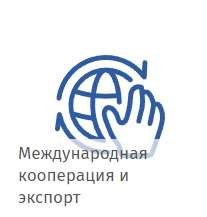 Международная
кооперация и
экспорт